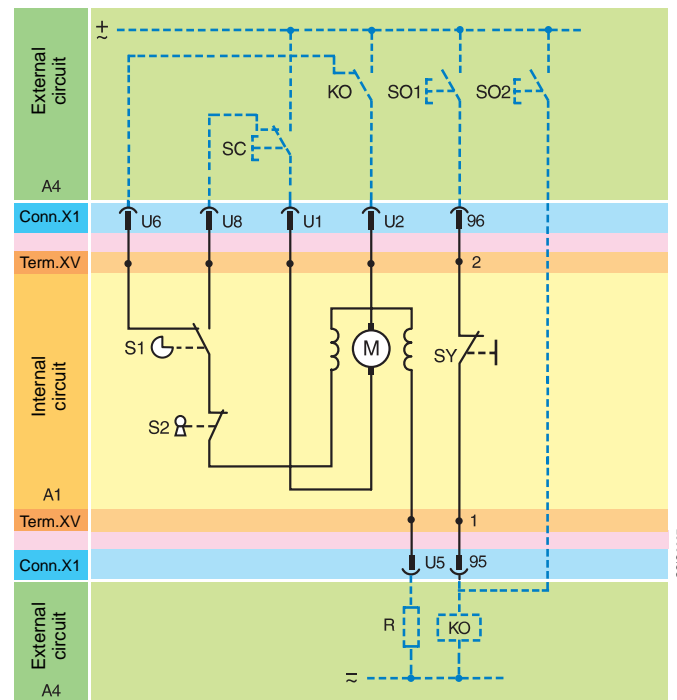 +
~
External
circuit
A4
KO
SO1
SO2
SC
Conn.X1
U6
U8
U1
U2
96
Term.XV
2
Internal
circuit
A1
S1
M
SY
S2
Term.XV
1
Conn.X1
U5
95
External
circuit
A4
R
KO